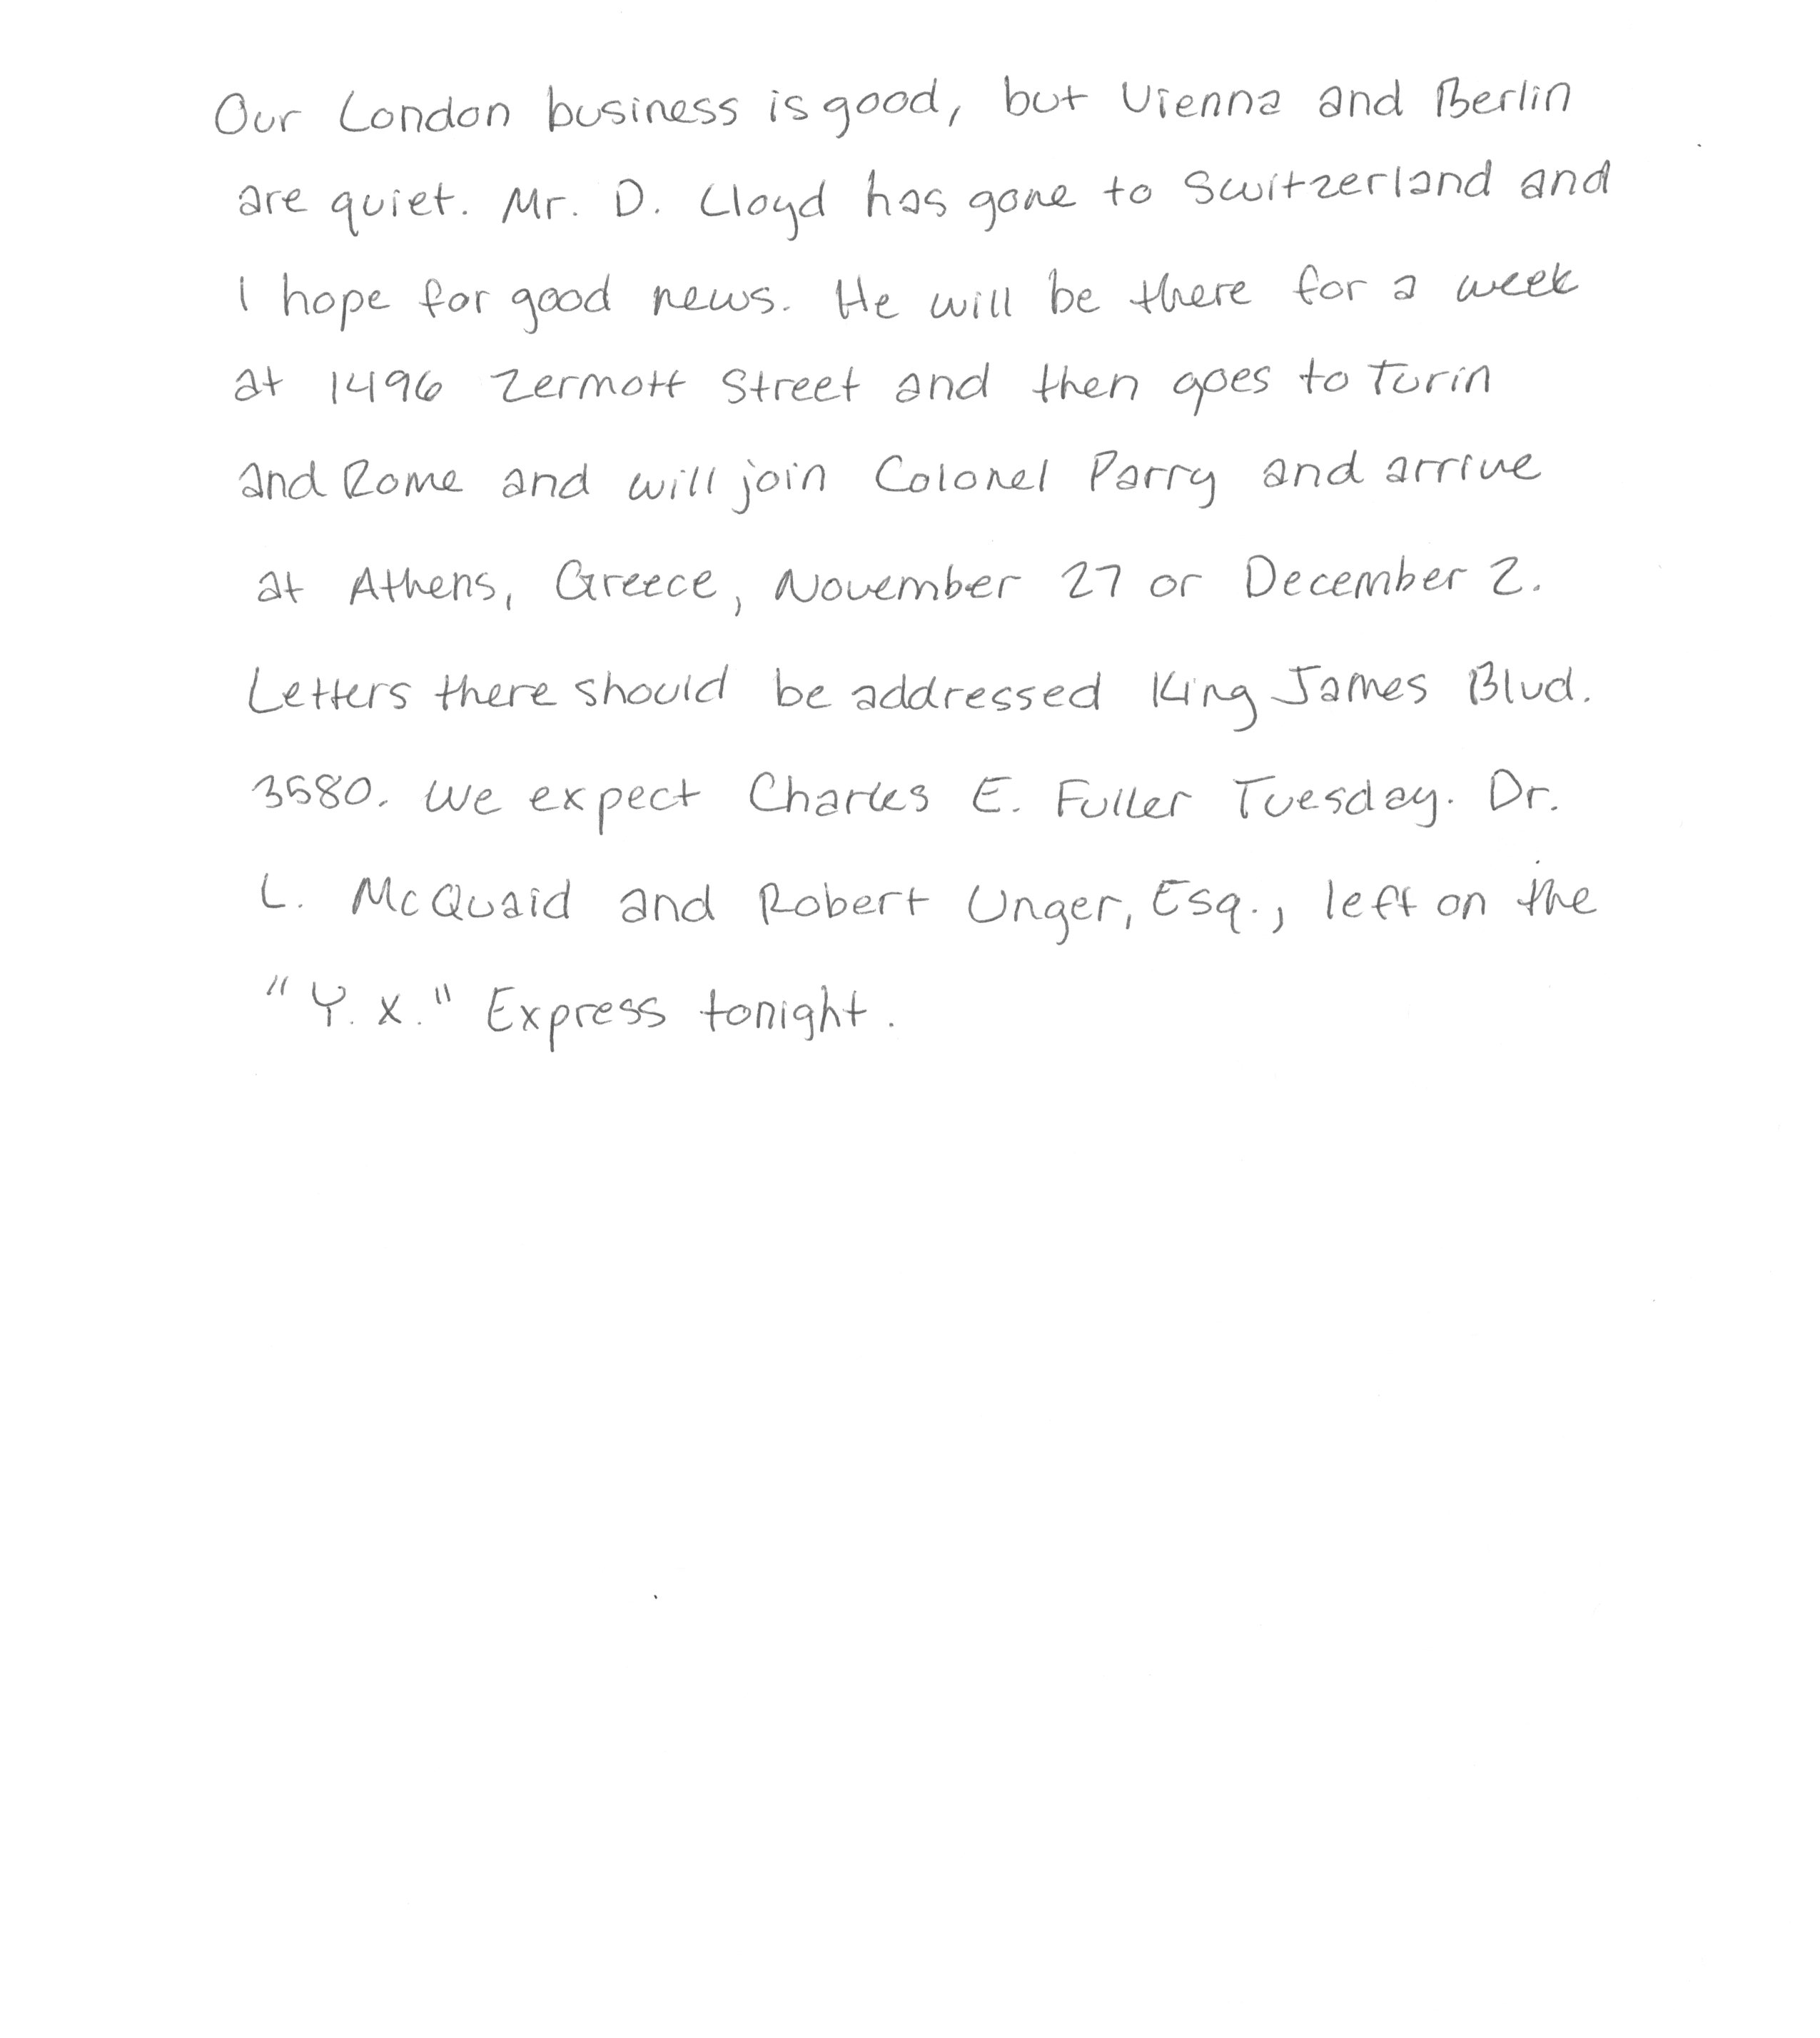 Our London business is good, but Vienna and Berlin
are quiet. Mr. D. Lloyd has gone to Switzerland and
I hope for good news. He will be there for a week
at 1496 Zermott Street and then goes to Turin
and Rome and will join Colonel Parry and arrive
at Athens, Greece, November 27 or December 2.
Letters there should be addressed King James Blvd.
3580. We expect Charles E. Fuller Tuesday. Dr.
L. McQuaid and Robert Unger, Esq., left on the
"Y.X." Express tonight.